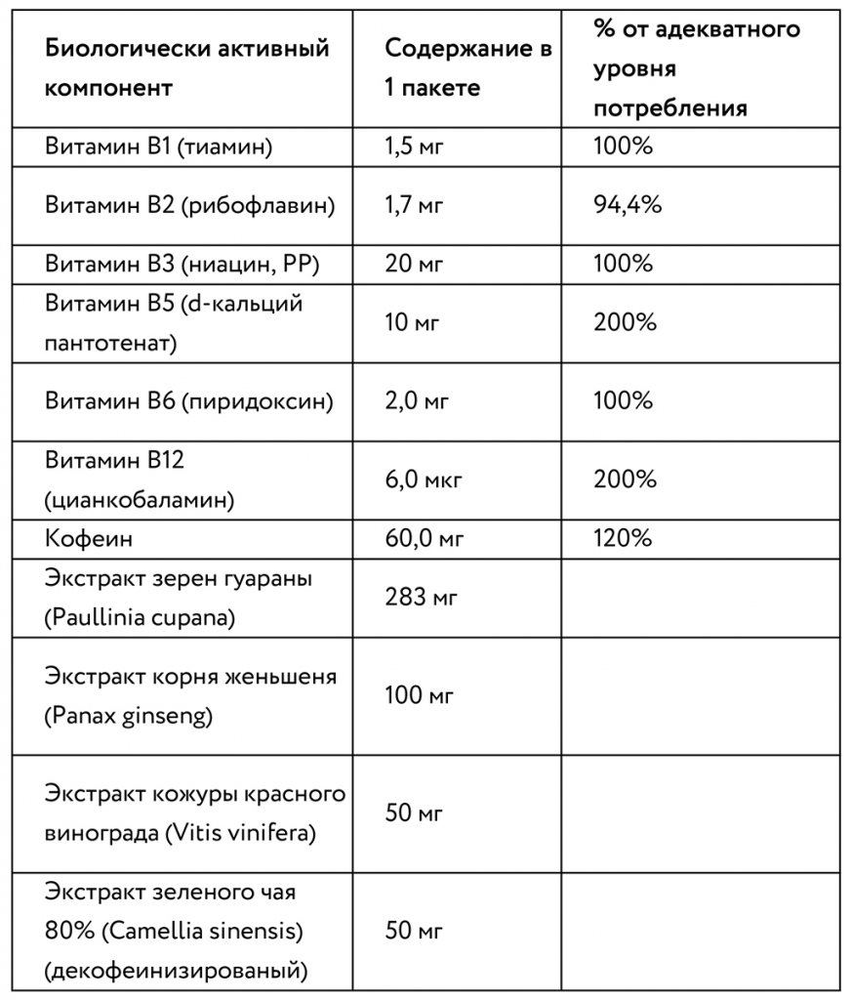 Биологически активный
компонент
Содержание в
1 пакете
% от адекватного
уровня
потребления
Витамин B1 (тиамин)
1,5 мг
100%
Витамин B2 (рибофлавин)
1,7 мг
94,4%
Витамин B3 (ниацин, PP)
20 мг
100%
Витамин B5 (d-кальций
пантотенат)
10 мг
200%
Витамин B6 (пиридоксин)
2,0 мг
100%
Витамин B12
(цианкобаламин)
6,0 мкг
200%
Кофеин
60,0 мг
120%
Экстракт зерен гуараны
(Paullinia cupana)
283 мг
Экстракт корня женьшеня
(Panax ginseng)
100 мг
Экстракт кожуры красного
винограда (Vitis vinifera)
50 мг
Экстракт зеленого чая
80% (Camellia sinensis)
(декофеинизированый)
50 мг